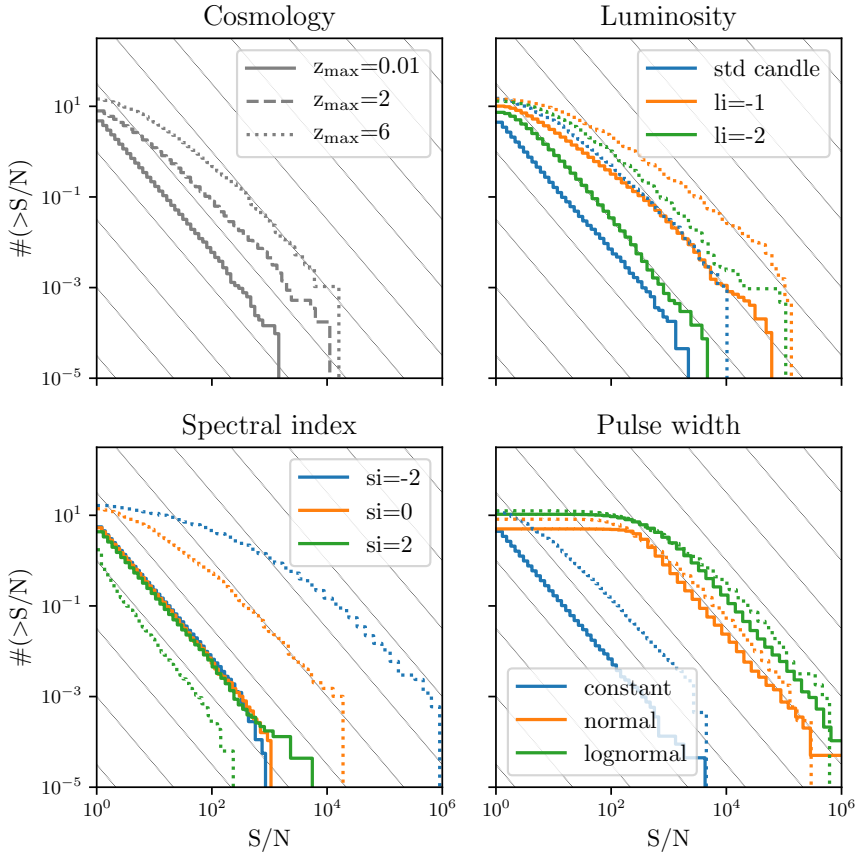 Cosmology
Luminosity
z_max=0.01
z_max=2
z_max=6
std candle
li=-1
li=-2
#(>S/N)
10^1
10^-1
10^-3
10^-5
Spectral index
Pulse width
si=-2
si=0
si=2
constant
normal
lognormal
#(>S/N)
10^1
10^-1
10^-3
10^-5
10^0
10^2
10^4
10^6
S/N
10^0
10^2
10^4
10^6
S/N